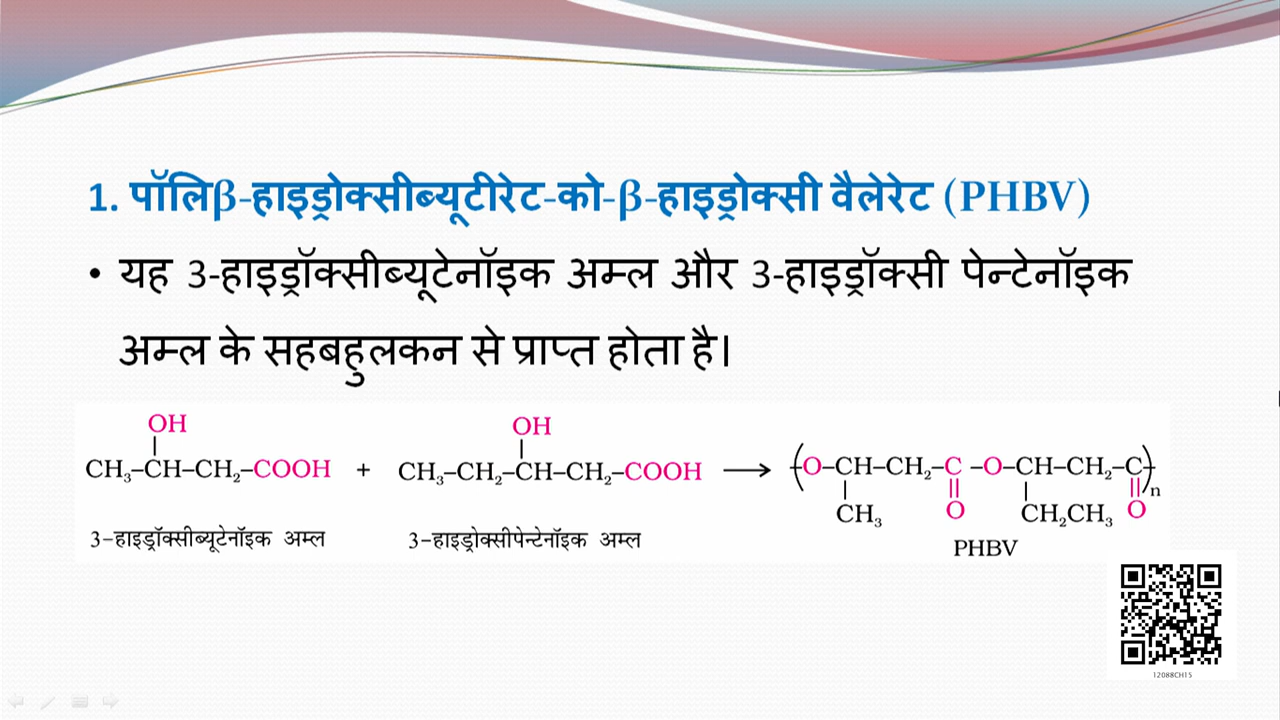 1. पॉलिβ-हाइड्रोक्सीब्यूटीरेट-को-β-हाइड्रोक्सी वैलेरेट (PHBV)
• यह 3-हाइड्रॉक्सीब्यूटेनॉइक अम्ल और 3-हाइड्रॉक्सी पेन्टेनॉइक
अम्ल के सहबहुलकन से प्राप्त होता है।
OH OH
CH₃–CH–CH₂–COOH + CH₃–CH₂–CH–CH₂–COOH ⟶ (O–CH–CH₂–C–O–CH–CH₂–C)n
CH₃ O CH₂CH₃ O
3–हाइड्रॉक्सीब्यूटेनॉइक अम्ल 3–हाइड्रोक्सीपेन्टेनॉइक अम्ल PHBV
12088CH15